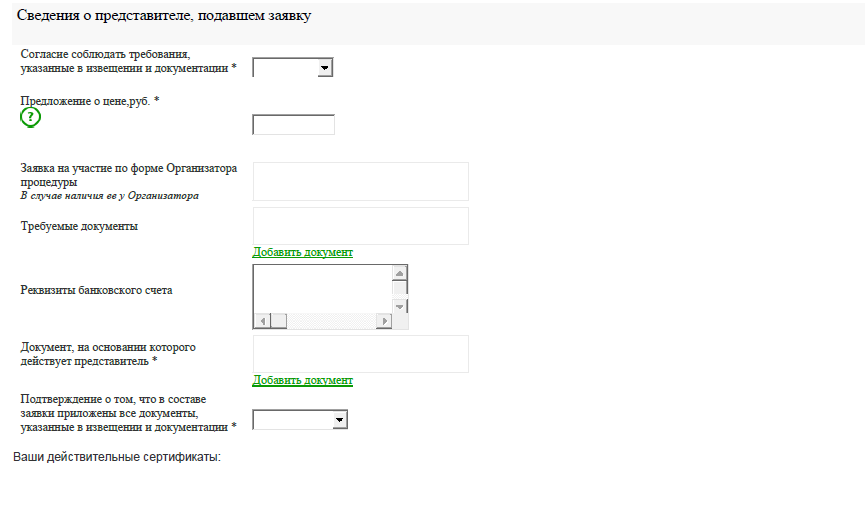 Сведения о представителе, подавшем заявку
Согласие соблюдать требования,
указанные в извещении и документации *
Предложение о цене,руб. *
?
Заявка на участие по форме Организатора
процедуры
В случае наличия ее у Организатора
Требуемые документы
Добавить документ
Реквизиты банковского счета
Документ, на основании которого
действует представитель *
Добавить документ
Подтверждение о том, что в составе
заявки приложены все документы,
указанные в извещении и документации *
Ваши действительные сертификаты: